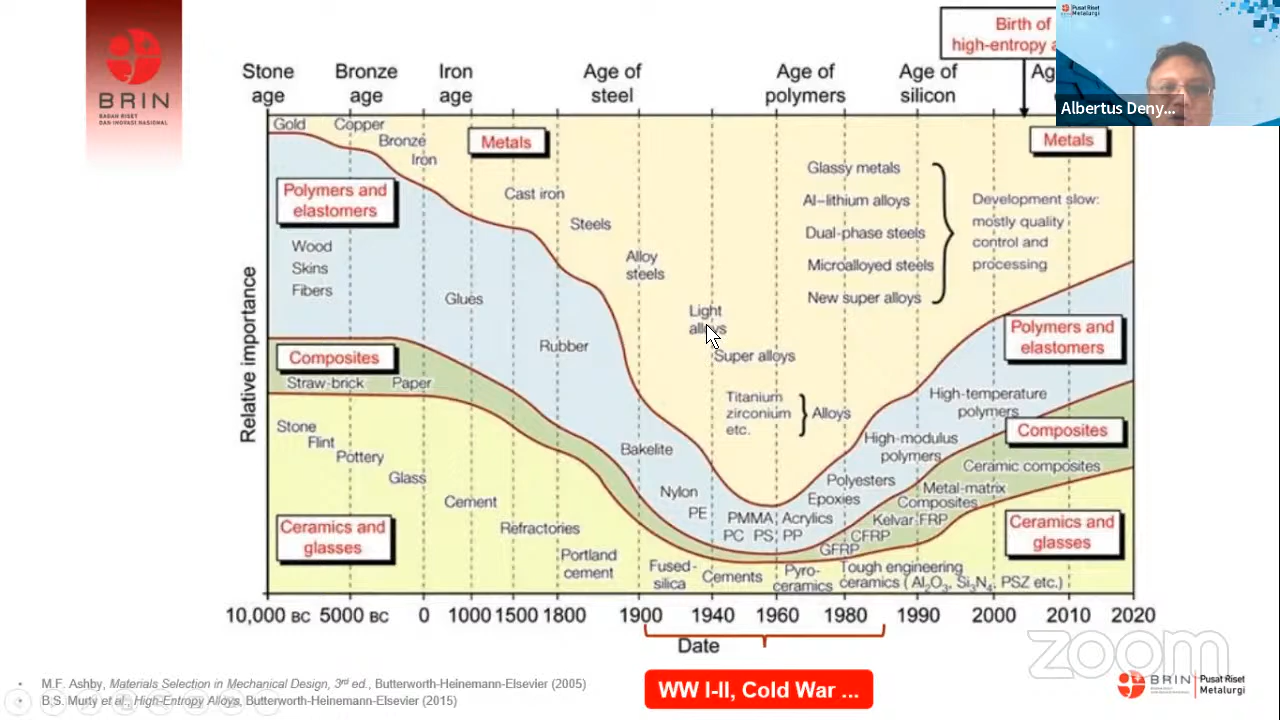 BRIN
BADAN RISET
DAN INOVASI NASIONAL
Birth of
high-entropy a
Pusat Riset
Metalurgi
Albertus Deny...
Stone
age
Bronze
age
Iron
age
Age of
steel
Age of
polymers
Age of
silicon
Ag
Gold
Copper
Bronze
Iron
Metals
Metals
Polymers and
elastomers
Wood
Skins
Fibers
Cast iron
Steels
Alloy
steels
Glues
Rubber
Light
alloys
Super alloys
Titanium
zirconium
etc.
Alloys
Glassy metals
Al–lithium alloys
Dual-phase steels
Microalloyed steels
New super alloys
Development slow:
mostly quality
control and
processing
Polymers and
elastomers
High-temperature
polymers
High-modulus
polymers
Composites
Straw-brick
Paper
Composites
Ceramic composites
Metal-matrix
Composites
Kelvar FRP
CFRP
GFRP
Bakelite
Nylon
PE
PMMA
Acrylics
PC PS PP
Polyesters
Epoxies
Stone
Flint
Pottery
Glass
Cement
Refractories
Portland
cement
Fused-
silica
Cements
Pyro-
ceramics
Tough engineering
ceramics ( Al2O3, Si3N4, PSZ etc.)
Ceramics and
glasses
Ceramics and
glasses
Relative importance
10,000 BC 5000 BC 0 1000 1500 1800 1900 1940 1960 1980 1990 2000 2010 2020
Date
WW I-II, Cold War ...
• M.F. Ashby, Materials Selection in Mechanical Design, 3rd ed., Butterworth-Heinemann-Elsevier (2005)
• B.S. Murty et al., High-Entropy Alloys, Butterworth-Heinemann-Elsevier (2015)
zoom
BRIN
Pusat Riset
Metalurgi